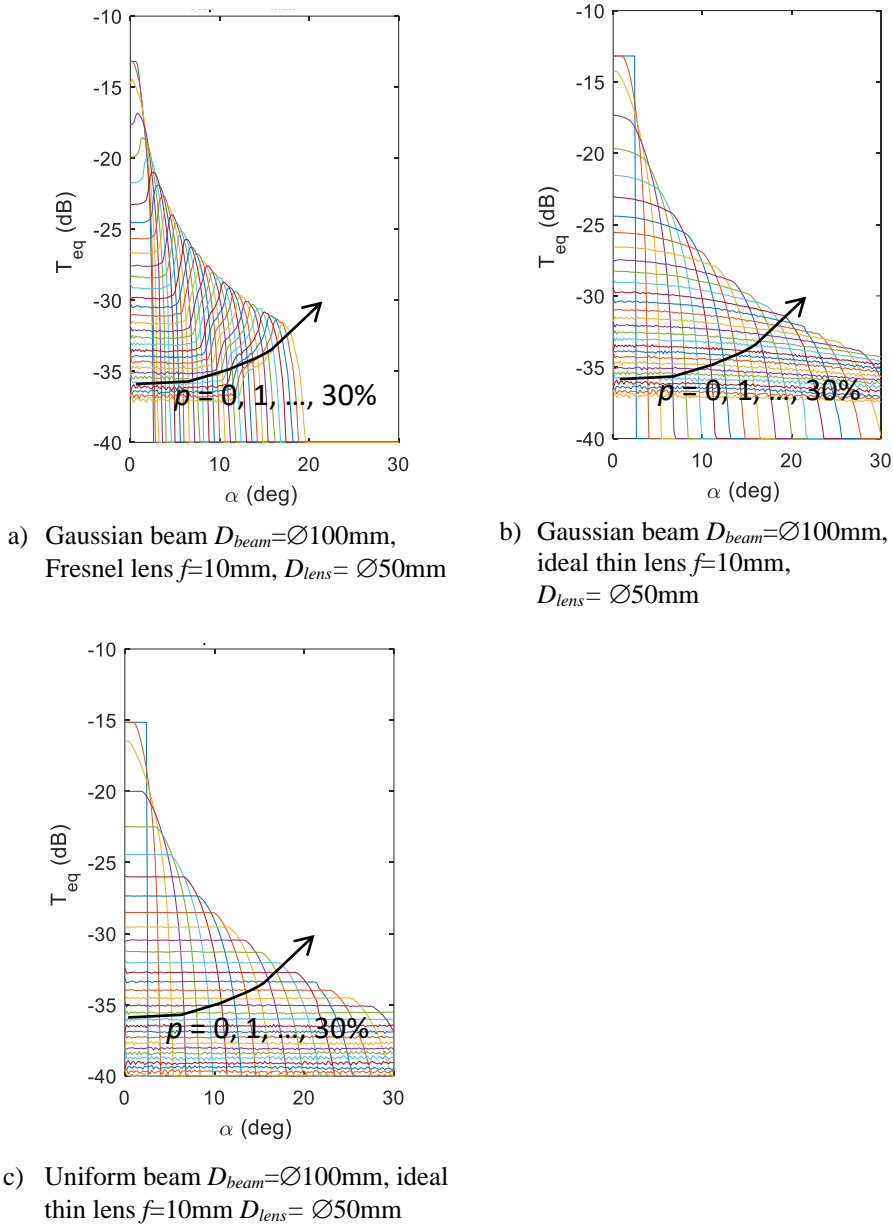 -10
-15
-20
-25
-30
-35
-40
T_eq (dB)
0 10 20 30
α (deg)
p = 0, 1, ..., 30%
a) Gaussian beam D_beam=∅100mm,
Fresnel lens f=10mm, D_lens= ∅50mm
-10
-15
-20
-25
-30
-35
-40
T_eq (dB)
0 10 20 30
α (deg)
p = 0, 1, ..., 30%
b) Gaussian beam D_beam=∅100mm,
ideal thin lens f=10mm,
D_lens= ∅50mm
-10
-15
-20
-25
-30
-35
-40
T_eq (dB)
0 10 20 30
α (deg)
p = 0, 1, ..., 30%
c) Uniform beam D_beam=∅100mm, ideal
thin lens f=10mm D_lens= ∅50mm